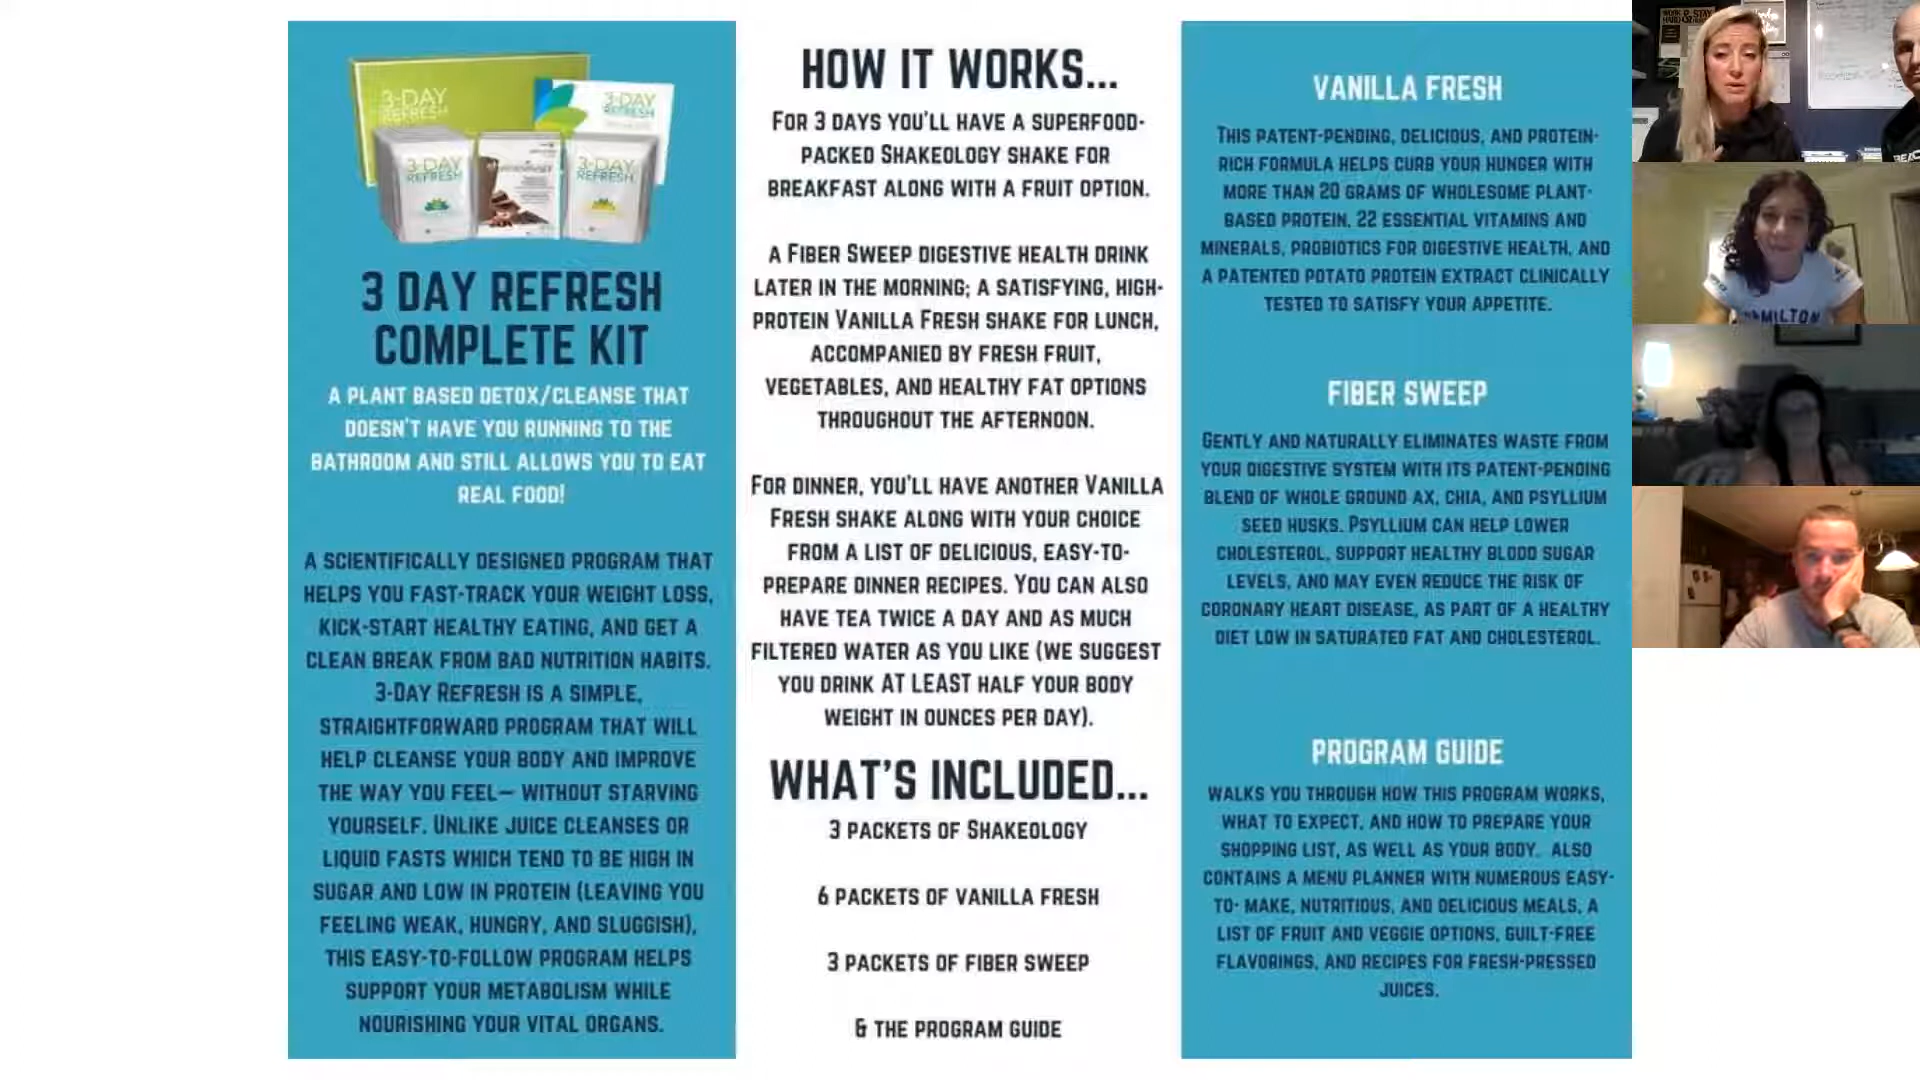 3-DAY
REFRESH
3-DAY
REFRESH
3-DAY
REFRESH
3-DAY
REFRESH
3 DAY REFRESH
COMPLETE KIT
A PLANT BASED DETOX/CLEANSE THAT
DOESN'T HAVE YOU RUNNING TO THE
BATHROOM AND STILL ALLOWS YOU TO EAT
REAL FOOD!
A SCIENTIFICALLY DESIGNED PROGRAM THAT
HELPS YOU FAST-TRACK YOUR WEIGHT LOSS,
KICK-START HEALTHY EATING, AND GET A
CLEAN BREAK FROM BAD NUTRITION HABITS.
3-DAY REFRESH IS A SIMPLE,
STRAIGHTFORWARD PROGRAM THAT WILL
HELP CLEANSE YOUR BODY AND IMPROVE
THE WAY YOU FEEL— WITHOUT STARVING
YOURSELF. UNLIKE JUICE CLEANSES OR
LIQUID FASTS WHICH TEND TO BE HIGH IN
SUGAR AND LOW IN PROTEIN (LEAVING YOU
FEELING WEAK, HUNGRY, AND SLUGGISH),
THIS EASY-TO-FOLLOW PROGRAM HELPS
SUPPORT YOUR METABOLISM WHILE
NOURISHING YOUR VITAL ORGANS.
HOW IT WORKS...
FOR 3 DAYS YOU'LL HAVE A SUPERFOOD-
PACKED SHAKEOLOGY SHAKE FOR
BREAKFAST ALONG WITH A FRUIT OPTION.
A FIBER SWEEP DIGESTIVE HEALTH DRINK
LATER IN THE MORNING; A SATISFYING, HIGH-
PROTEIN VANILLA FRESH SHAKE FOR LUNCH,
ACCOMPANIED BY FRESH FRUIT,
VEGETABLES, AND HEALTHY FAT OPTIONS
THROUGHOUT THE AFTERNOON.
FOR DINNER, YOU'LL HAVE ANOTHER VANILLA
FRESH SHAKE ALONG WITH YOUR CHOICE
FROM A LIST OF DELICIOUS, EASY-TO-
PREPARE DINNER RECIPES. YOU CAN ALSO
HAVE TEA TWICE A DAY AND AS MUCH
FILTERED WATER AS YOU LIKE (WE SUGGEST
YOU DRINK AT LEAST HALF YOUR BODY
WEIGHT IN OUNCES PER DAY).
WHAT'S INCLUDED...
3 PACKETS OF SHAKEOLOGY
6 PACKETS OF VANILLA FRESH
3 PACKETS OF FIBER SWEEP
& THE PROGRAM GUIDE
VANILLA FRESH
THIS PATENT-PENDING, DELICIOUS, AND PROTEIN-
RICH FORMULA HELPS CURB YOUR HUNGER WITH
MORE THAN 20 GRAMS OF WHOLESOME PLANT-
BASED PROTEIN, 22 ESSENTIAL VITAMINS AND
MINERALS, PROBIOTICS FOR DIGESTIVE HEALTH, AND
A PATENTED POTATO PROTEIN EXTRACT CLINICALLY
TESTED TO SATISFY YOUR APPETITE.
FIBER SWEEP
GENTLY AND NATURALLY ELIMINATES WASTE FROM
YOUR DIGESTIVE SYSTEM WITH ITS PATENT-PENDING
BLEND OF WHOLE GROUND AX, CHIA, AND PSYLLIUM
SEED HUSKS. PSYLLIUM CAN HELP LOWER
CHOLESTEROL, SUPPORT HEALTHY BLOOD SUGAR
LEVELS, AND MAY EVEN REDUCE THE RISK OF
CORONARY HEART DISEASE, AS PART OF A HEALTHY
DIET LOW IN SATURATED FAT AND CHOLESTEROL.
PROGRAM GUIDE
WALKS YOU THROUGH HOW THIS PROGRAM WORKS,
WHAT TO EXPECT, AND HOW TO PREPARE YOUR
SHOPPING LIST, AS WELL AS YOUR BODY. ALSO
CONTAINS A MENU PLANNER WITH NUMEROUS EASY-
TO- MAKE, NUTRITIOUS, AND DELICIOUS MEALS, A
LIST OF FRUIT AND VEGGIE OPTIONS, GUILT-FREE
FLAVORINGS, AND RECIPES FOR FRESH-PRESSED
JUICES.
WORK & STAY
HARD